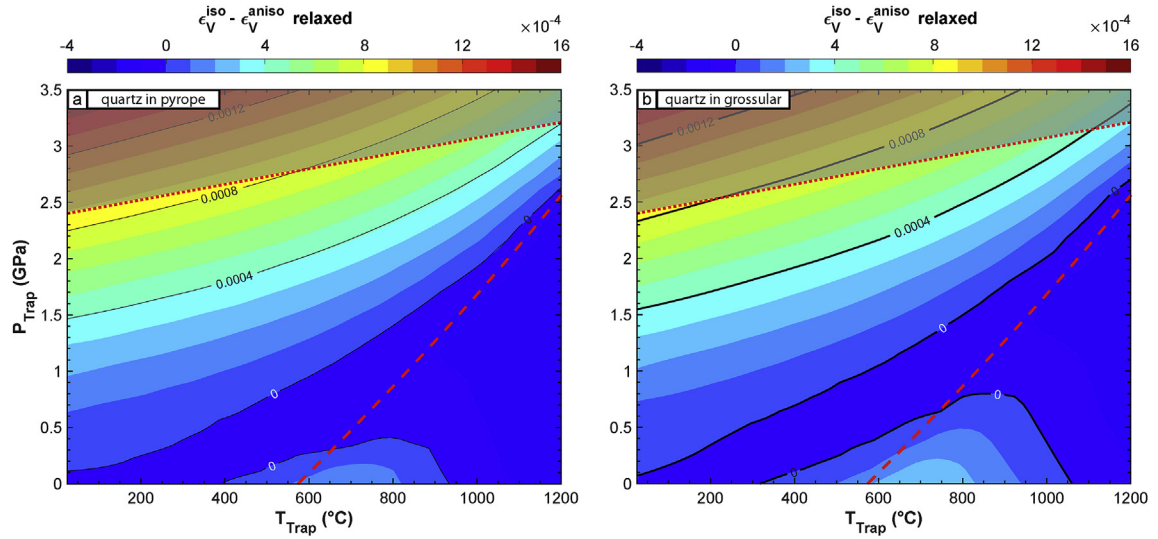 ϵ_V^iso - ϵ_V^aniso relaxed
×10⁻⁴
-4 0 4 8 12 16
a quartz in pyrope
3.5
3
2.5
2
1.5
1
0.5
0
P_Trap (GPa)
0.0012
0.0008
0.0004
0
0
0
200 400 600 800 1000 1200
T_Trap (°C)
ϵ_V^iso - ϵ_V^aniso relaxed
×10⁻⁴
-4 0 4 8 12 16
b quartz in grossular
3.5
3
2.5
2
1.5
1
0.5
0
0.0012
0.0008
0.0004
0
0
0
0
200 400 600 800 1000 1200
T_Trap (°C)